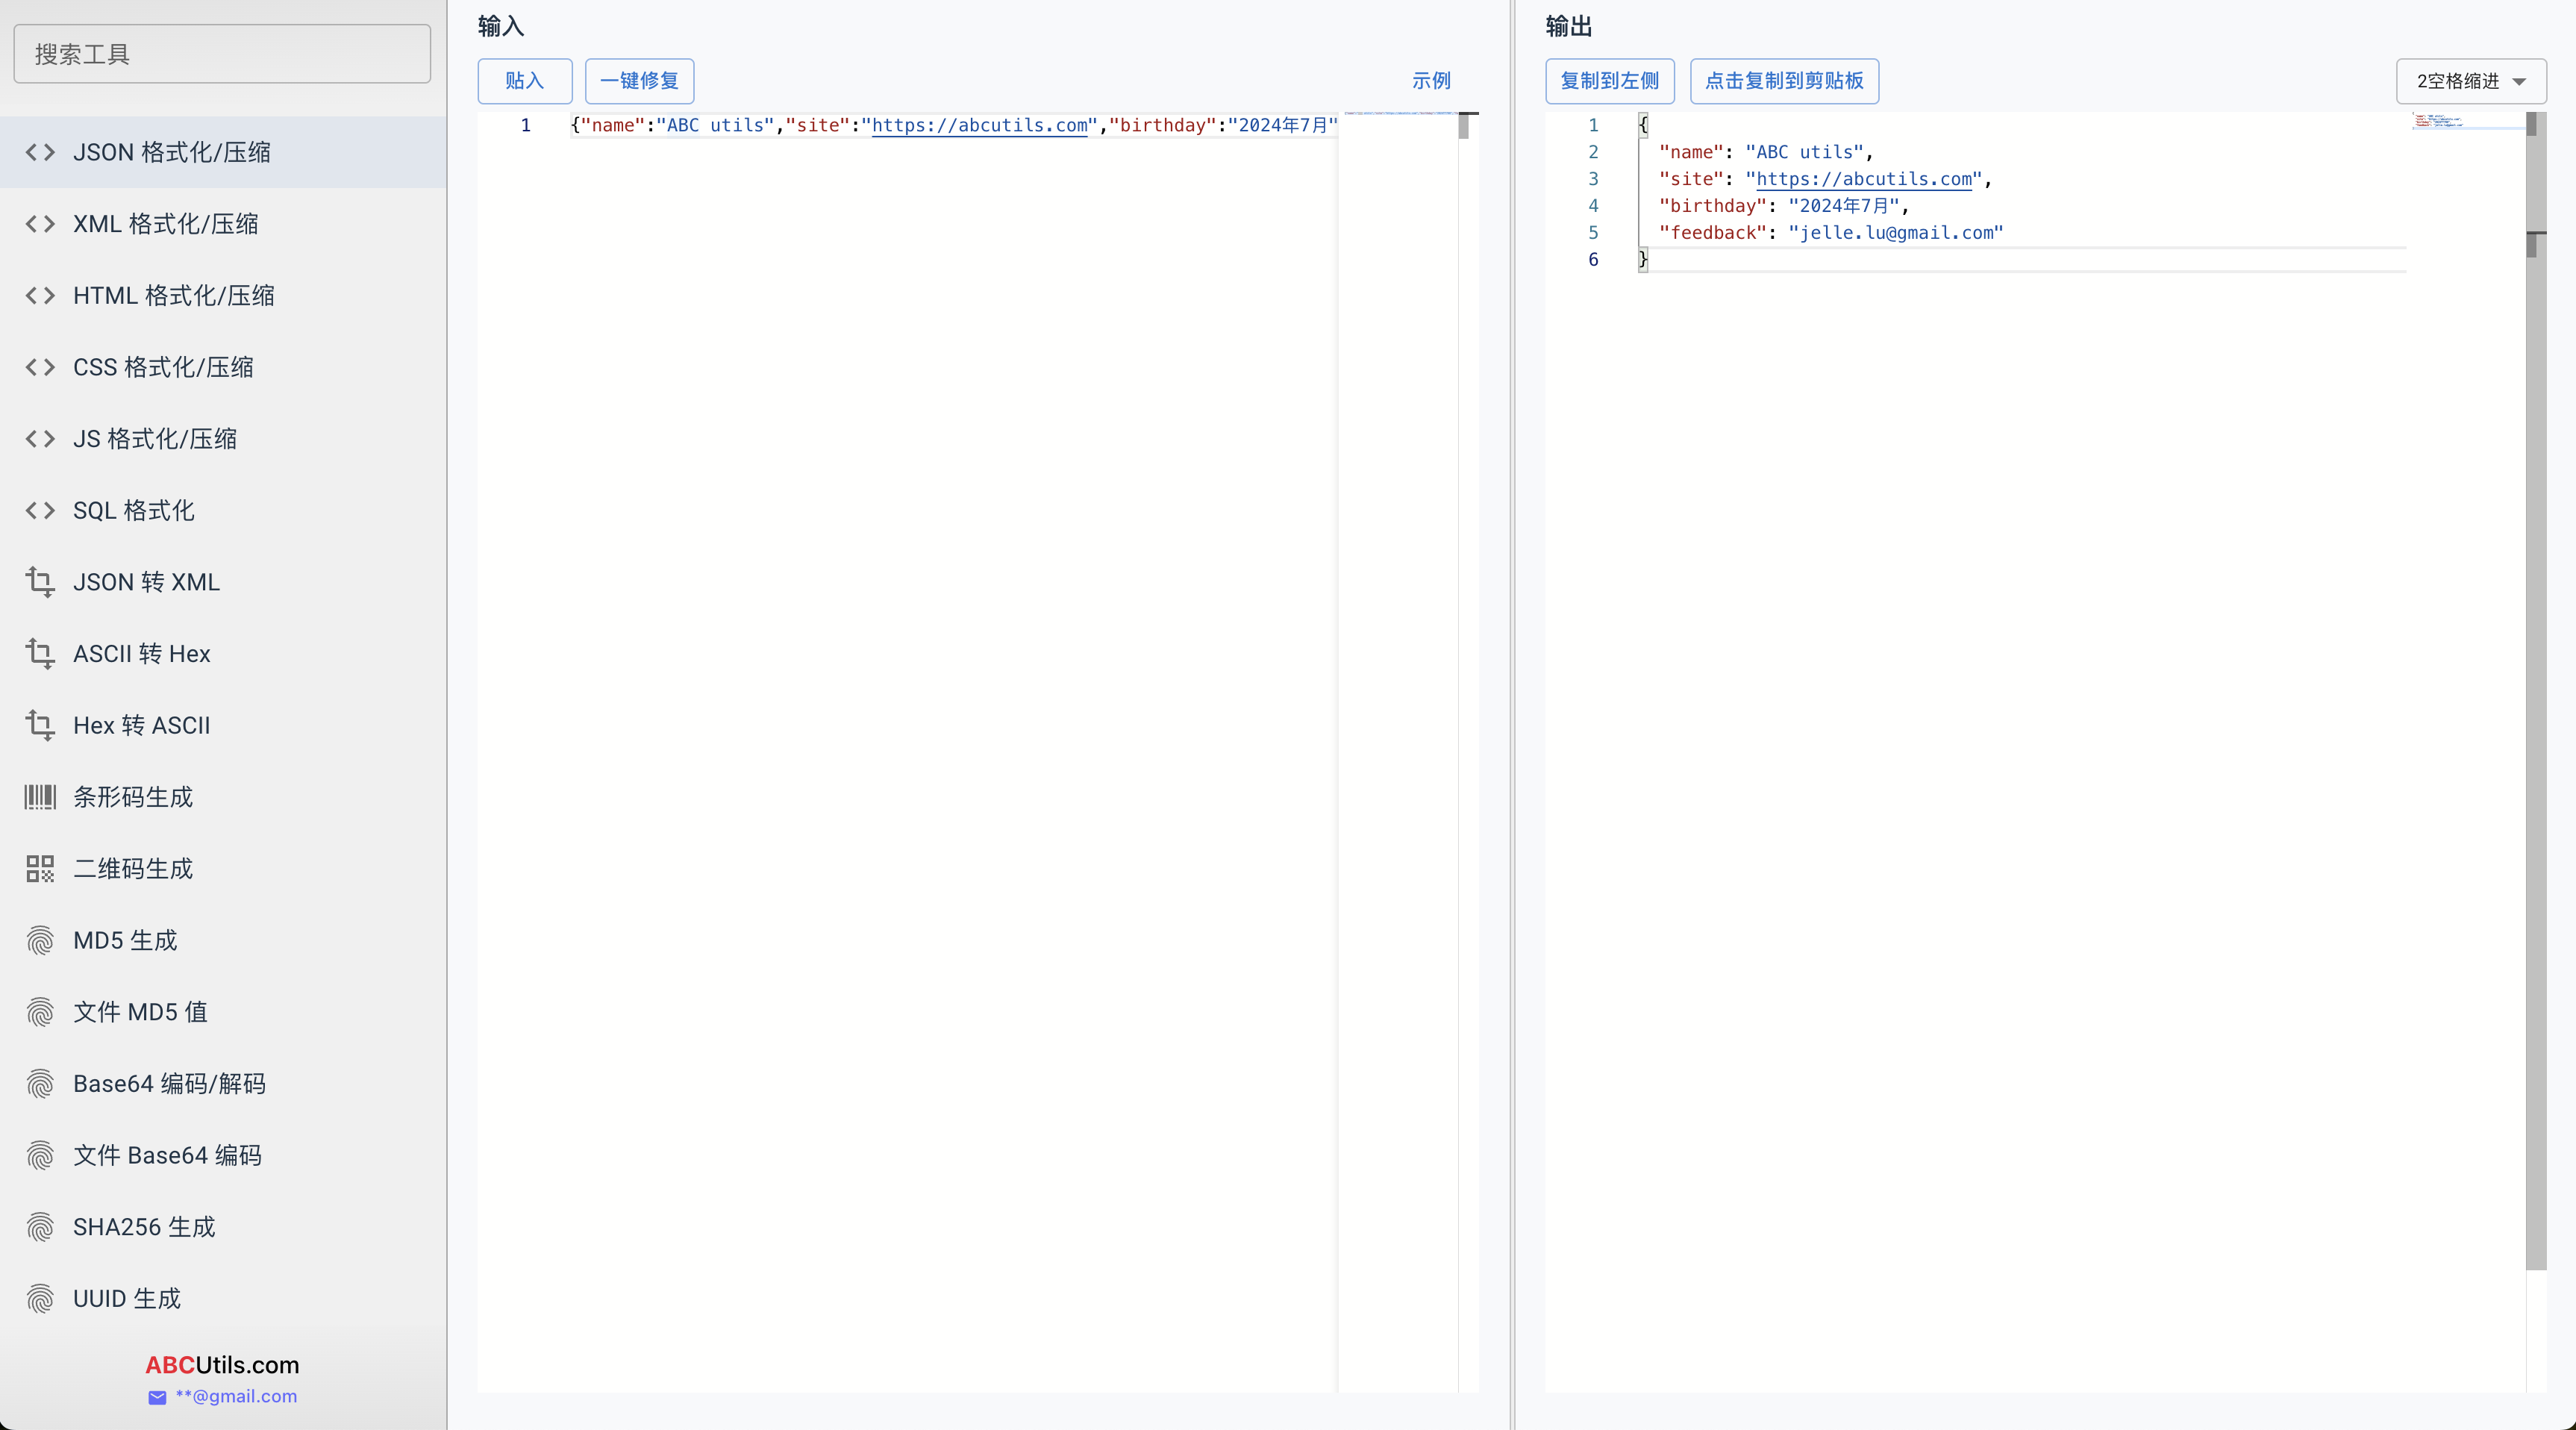 搜索工具
JSON 格式化/压缩
XML 格式化/压缩
HTML 格式化/压缩
CSS 格式化/压缩
JS 格式化/压缩
SQL 格式化
JSON 转 XML
ASCII 转 Hex
Hex 转 ASCII
条形码生成
二维码生成
MD5 生成
文件 MD5 值
Base64 编码/解码
文件 Base64 编码
SHA256 生成
UUID 生成
ABCUtils.com
**@gmail.com
输入
贴入 一键修复 示例
1 {"name":"ABC utils","site":"https://abcutils.com","birthday":"2024年7月"
输出
复制到左侧 点击复制到剪贴板 2空格缩进
1 {
2 "name": "ABC utils",
3 "site": "https://abcutils.com",
4 "birthday": "2024年7月",
5 "feedback": "jelle.lu@gmail.com"
6 }